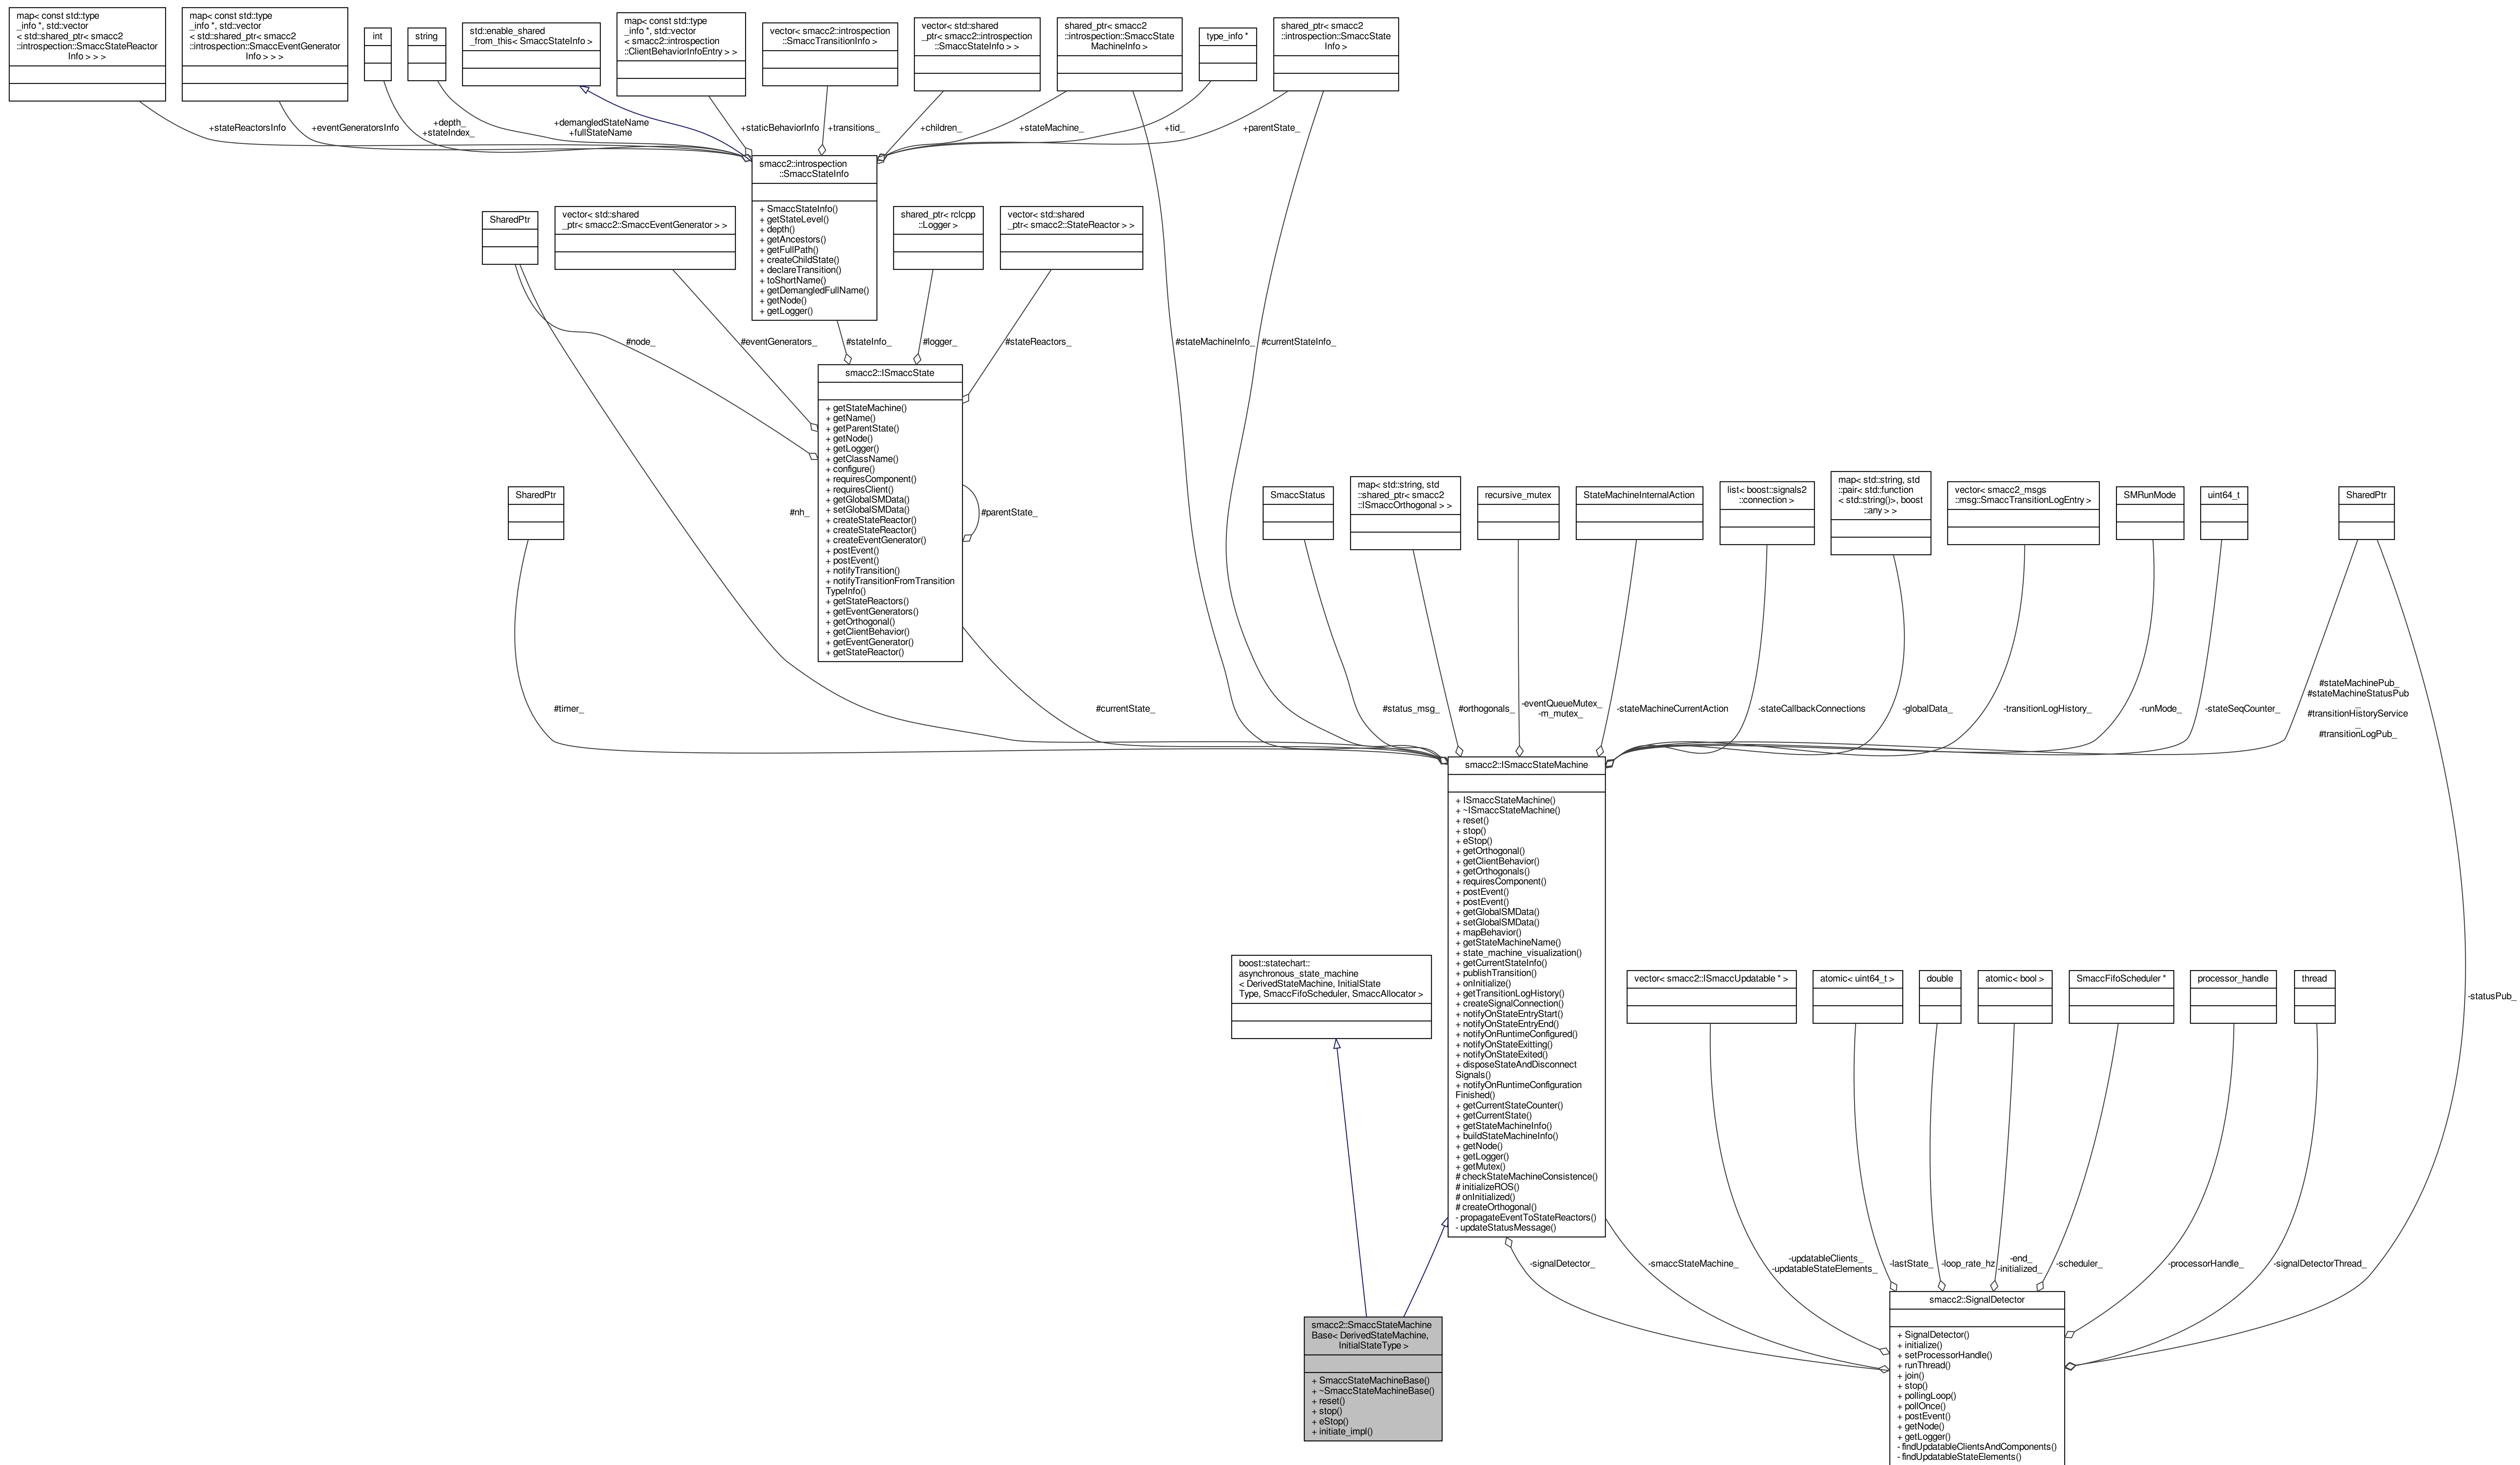 map< const std::type
_info *, std::vector
< std::shared_ptr< smacc2
::introspection::SmaccStateReactor
Info > > >
map< const std::type
_info *, std::vector
< std::shared_ptr< smacc2
::introspection::SmaccEventGenerator
Info > > >
int
string
std::enable_shared
_from_this< SmaccStateInfo >
map< const std::type
_info *, std::vector
< smacc2::introspection
::ClientBehaviorInfoEntry > >
vector< smacc2::introspection
::SmaccTransitionInfo >
vector< std::shared
_ptr< smacc2::introspection
::SmaccStateInfo > >
shared_ptr< smacc2
::introspection::SmaccState
MachineInfo >
type_info *
shared_ptr< smacc2
::introspection::SmaccState
Info >
+stateReactorsInfo
+eventGeneratorsInfo
+depth_
+stateIndex_
+demangledStateName
+fullStateName
+staticBehaviorInfo
+transitions_
+children_
+stateMachine_
+tid_
+parentState_
smacc2::introspection
::SmaccStateInfo
+ SmaccStateInfo()
+ getStateLevel()
+ depth()
+ getAncestors()
+ getFullPath()
+ createChildState()
+ declareTransition()
+ toShortName()
+ getDemangledFullName()
+ getNode()
+ getLogger()
SharedPtr
vector< std::shared
_ptr< smacc2::SmaccEventGenerator > >
shared_ptr< rclcpp
::Logger >
vector< std::shared
_ptr< smacc2::StateReactor > >
#node_
#eventGenerators_
#stateInfo_
#logger_
#stateReactors_
#stateMachineInfo_
#currentStateInfo_
smacc2::ISmaccState
+ getStateMachine()
+ getName()
+ getParentState()
+ getNode()
+ getLogger()
+ getClassName()
+ configure()
+ requiresComponent()
+ requiresClient()
+ getGlobalSMData()
+ setGlobalSMData()
+ createStateReactor()
+ createStateReactor()
+ createEventGenerator()
+ postEvent()
+ postEvent()
+ notifyTransition()
+ notifyTransitionFromTransition
TypeInfo()
+ getStateReactors()
+ getEventGenerators()
+ getOrthogonal()
+ getClientBehavior()
+ getEventGenerator()
+ getStateReactor()
#parentState_
SharedPtr
#nh_
SmaccStatus
map< std::string, std
::shared_ptr< smacc2
::ISmaccOrthogonal > >
recursive_mutex
StateMachineInternalAction
list< boost::signals2
::connection >
map< std::string, std
::pair< std::function
< std::string()>, boost
::any > >
vector< smacc2_msgs
::msg::SmaccTransitionLogEntry >
SMRunMode
uint64_t
SharedPtr
#timer_
#currentState_
#status_msg_
#orthogonals_
-eventQueueMutex_
-m_mutex_
-stateMachineCurrentAction
-stateCallbackConnections
-globalData_
-transitionLogHistory_
-runMode_
-stateSeqCounter_
#stateMachinePub_
#stateMachineStatusPub
_
#transitionHistoryService
_
#transitionLogPub_
smacc2::ISmaccStateMachine
+ ISmaccStateMachine()
+ ~ISmaccStateMachine()
+ reset()
+ stop()
+ eStop()
+ getOrthogonal()
+ getClientBehavior()
+ getOrthogonals()
+ requiresComponent()
+ postEvent()
+ postEvent()
+ getGlobalSMData()
+ setGlobalSMData()
+ mapBehavior()
+ getStateMachineName()
+ state_machine_visualization()
+ getCurrentStateInfo()
+ publishTransition()
+ onInitialize()
+ getTransitionLogHistory()
+ createSignalConnection()
+ notifyOnStateEntryStart()
+ notifyOnStateEntryEnd()
+ notifyOnRuntimeConfigured()
+ notifyOnStateExitting()
+ notifyOnStateExited()
+ disposeStateAndDisconnect
Signals()
+ notifyOnRuntimeConfiguration
Finished()
+ getCurrentStateCounter()
+ getCurrentState()
+ getStateMachineInfo()
+ buildStateMachineInfo()
+ getNode()
+ getLogger()
+ getMutex()
# checkStateMachineConsistence()
# initializeROS()
# onInitialized()
# createOrthogonal()
- propagateEventToStateReactors()
- updateStatusMessage()
boost::statechart::
asynchronous_state_machine
< DerivedStateMachine, InitialState
Type, SmaccFifoScheduler, SmaccAllocator >
vector< smacc2::ISmaccUpdatable * >
atomic< uint64_t >
double
atomic< bool >
SmaccFifoScheduler *
processor_handle
thread
-statusPub_
-signalDetector_
-smaccStateMachine_
-updatableClients_
-updatableStateElements_
-lastState_
-loop_rate_hz
-end_
-initialized_
-scheduler_
-processorHandle_
-signalDetectorThread_
smacc2::SmaccStateMachine
Base< DerivedStateMachine,
InitialStateType >
+ SmaccStateMachineBase()
+ ~SmaccStateMachineBase()
+ reset()
+ stop()
+ eStop()
+ initiate_impl()
smacc2::SignalDetector
+ SignalDetector()
+ initialize()
+ setProcessorHandle()
+ runThread()
+ join()
+ stop()
+ pollingLoop()
+ pollOnce()
+ postEvent()
+ getNode()
+ getLogger()
- findUpdatableClientsAndComponents()
- findUpdatableStateElements()